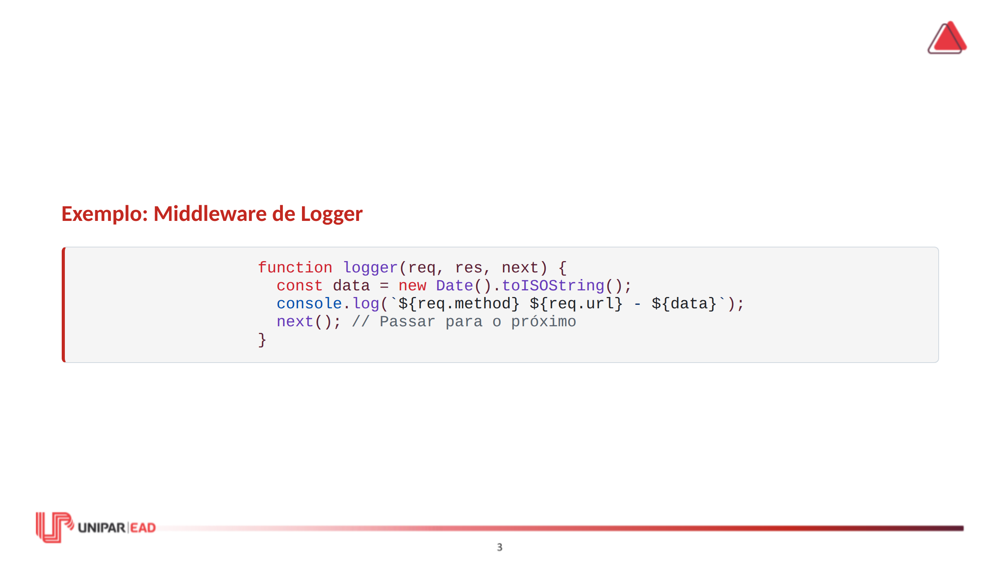 Exemplo: Middleware de Logger
function logger(req, res, next) {
  const data = new Date().toISOString();
  console.log(`${req.method} ${req.url} - ${data}`);
  next(); // Passar para o próximo
}
UNIPAR|EAD
3